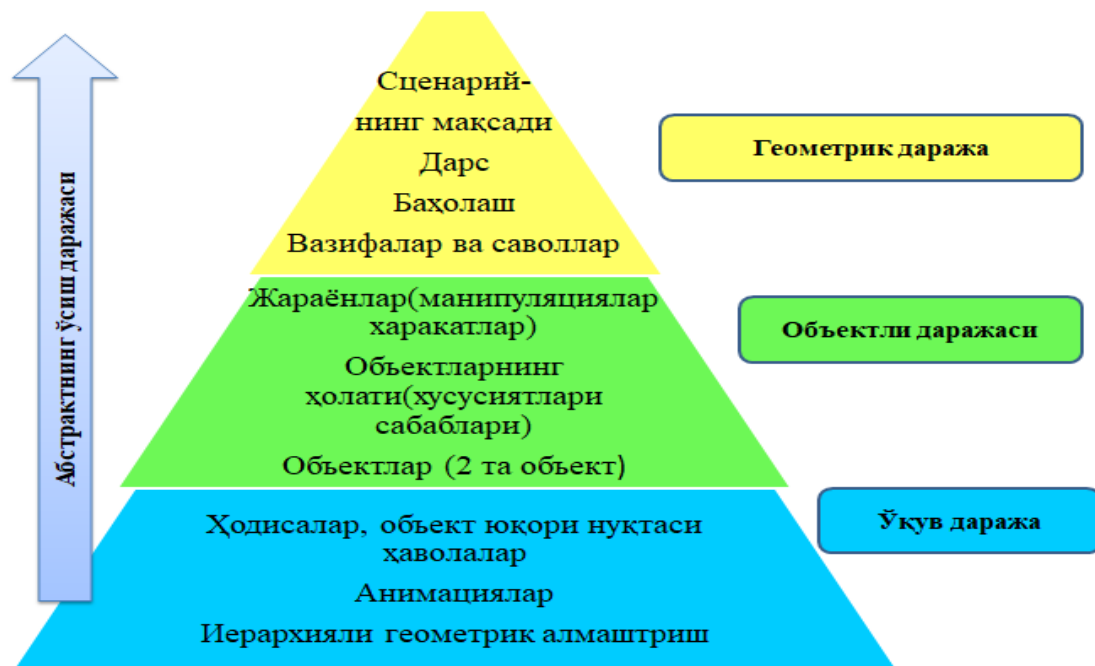 Абстрактнинг ўсиш даражаси
Сценарий-
нинг мақсади
Дарс
Баҳолаш
Вазифалар ва саволлар
Геометрик даража
Жараёнлар(манипуляциялар
харакатлар)
Объектларнинг
ҳолати(хусусиятлари
сабаблари)
Объектлар (2 та объект)
Объектли даражаси
Ҳодисалар, объект юқори нуқтаси
ҳаволалар
Анимациялар
Иерархияли геометрик алмаштриш
Ўқув даража